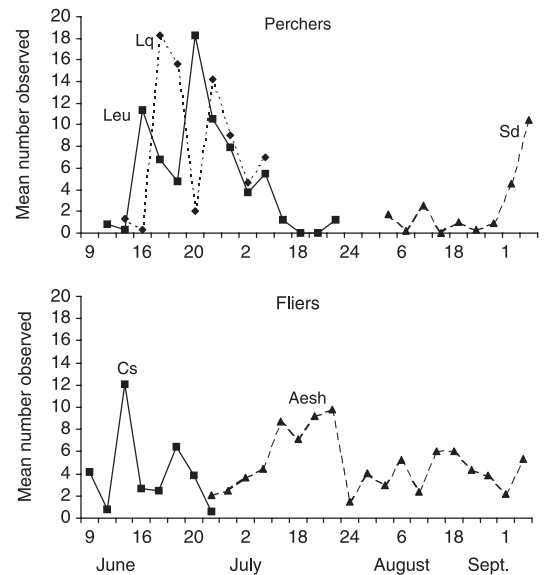 Perchers
Mean number observed
20
18
16
14
12
10
8
6
4
2
0
Lq
Leu
Sd
9 16 20 2 18 24 6 18 1
Fliers
Mean number observed
20
18
16
14
12
10
8
6
4
2
0
Cs
Aesh
9 16 20 2 18 24 6 18 1
June July August Sept.